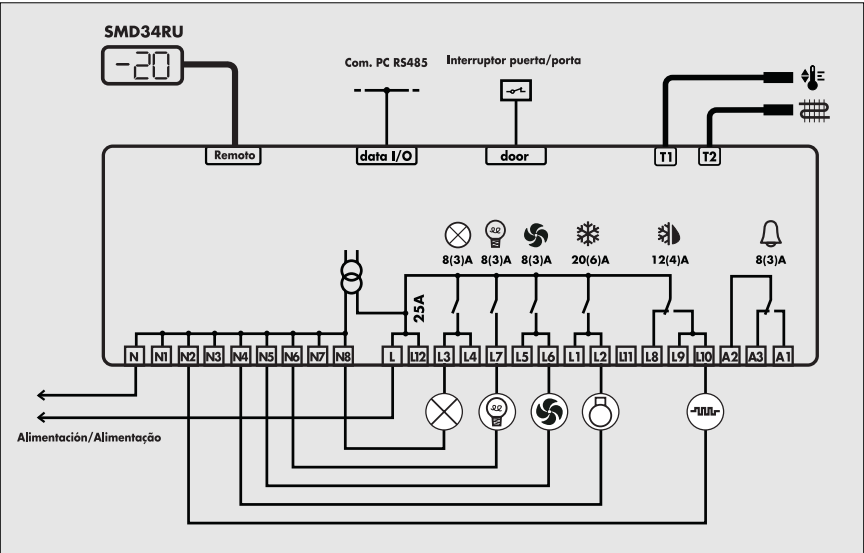 SMD34RU
-20
Com. PC RS485
Interruptor puerta/porta
Remoto
data I/O
door
T1
T2
8(3)A 8(3)A 8(3)A 20(6)A 12(4)A 8(3)A
25A
N N1 N2 N3 N4 N5 N6 N7 N8 L L12 L3 L4 L7 L5 L6 L1 L2 L11 L8 L9 L10 A2 A3 A1
Alimentación/Alimentação